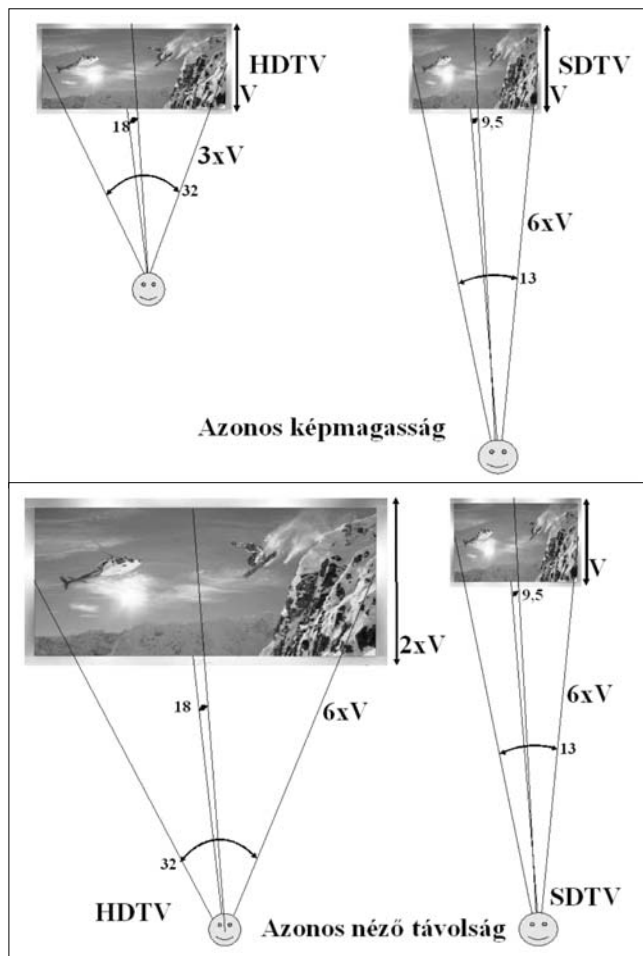 HDTV
V
18
3xV
32
SDTV
V
9,5
6xV
13
Azonos képmagasság
2xV
18
6xV
32
HDTV
V
9,5
6xV
13
SDTV
Azonos néző távolság